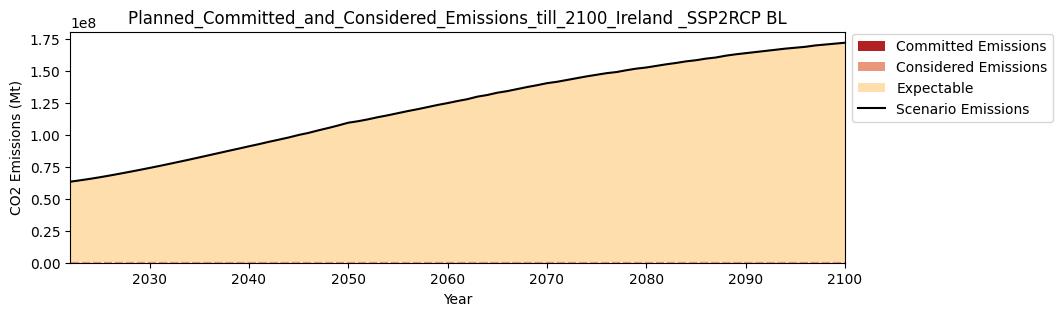 Planned_Committed_and_Considered_Emissions_till_2100_Ireland _SSP2RCP BL
1e8
1.75
1.50
1.25
1.00
0.75
0.50
0.25
0.00
CO2 Emissions (Mt)
2030 2040 2050 2060 2070 2080 2090 2100
Year
Committed Emissions
Considered Emissions
Expectable
Scenario Emissions